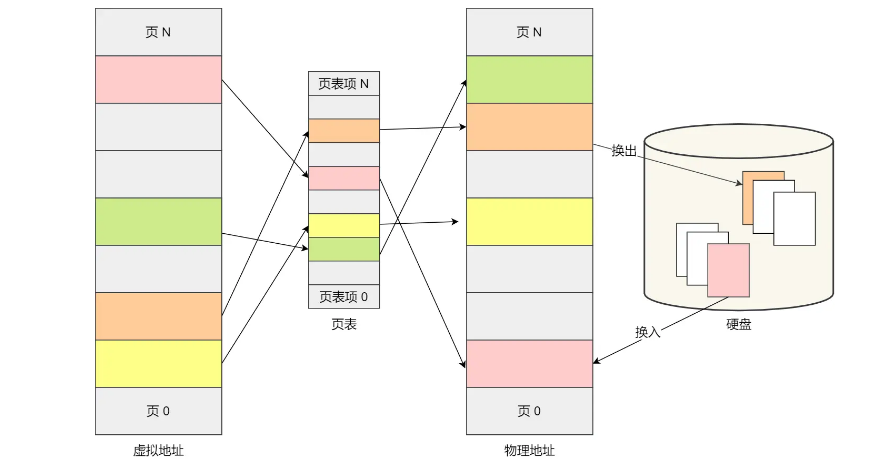 页 N
页表项 N
页 N
换出
换入
页表项 0
页表
硬盘
页 0
页 0
虚拟地址
物理地址